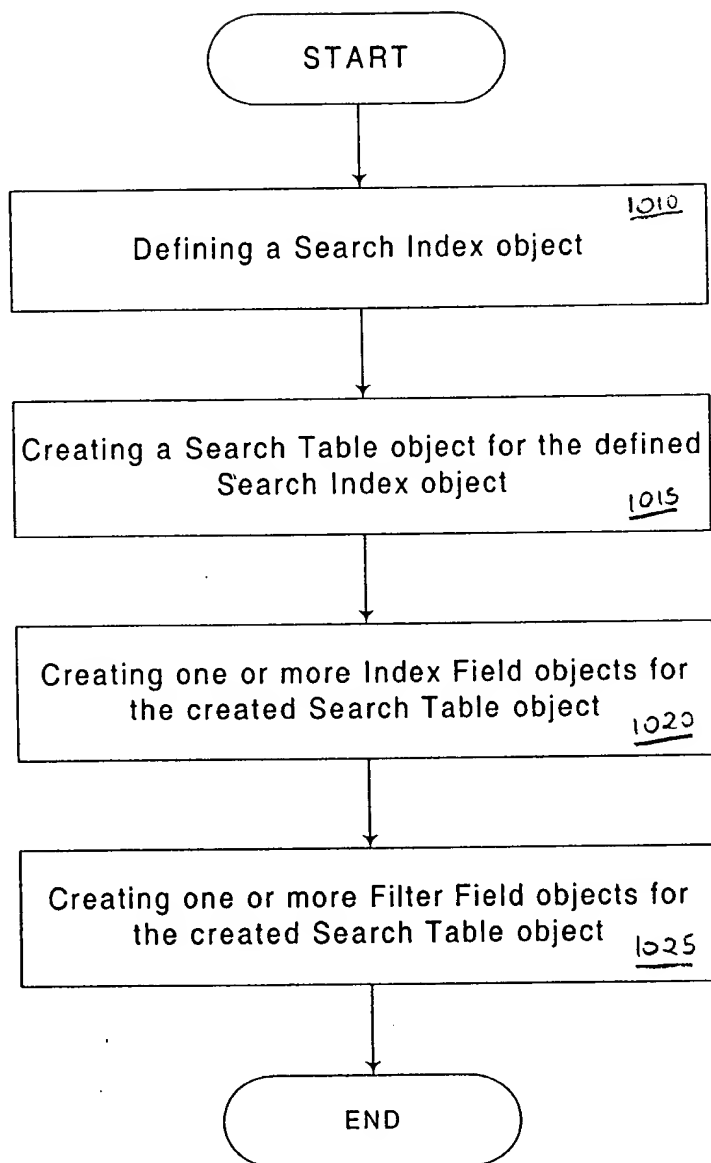 START
1010
Defining a Search Index object
Creating a Search Table object for the defined
Search Index object
1015
Creating one or more Index Field objects for
the created Search Table object
1020
Creating one or more Filter Field objects for
the created Search Table object
1025
END